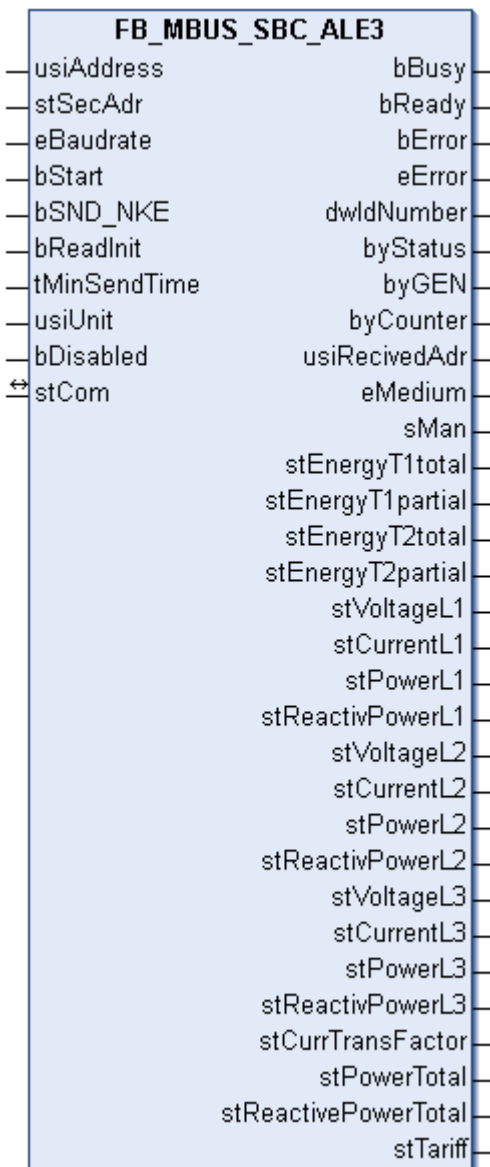 FB_MBUS_SBC_ALE3
usiAddress bBusy
stSecAdr bReady
eBaudrate bError
bStart eError
bSND_NKE dwIdNumber
bReadInit byStatus
tMinSendTime byGEN
usiUnit byCounter
bDisabled usiRecivedAdr
stCom eMedium
sMan
stEnergyT1total
stEnergyT1partial
stEnergyT2total
stEnergyT2partial
stVoltageL1
stCurrentL1
stPowerL1
stReactivPowerL1
stVoltageL2
stCurrentL2
stPowerL2
stReactivPowerL2
stVoltageL3
stCurrentL3
stPowerL3
stReactivPowerL3
stCurrTransFactor
stPowerTotal
stReactivePowerTotal
stTariff